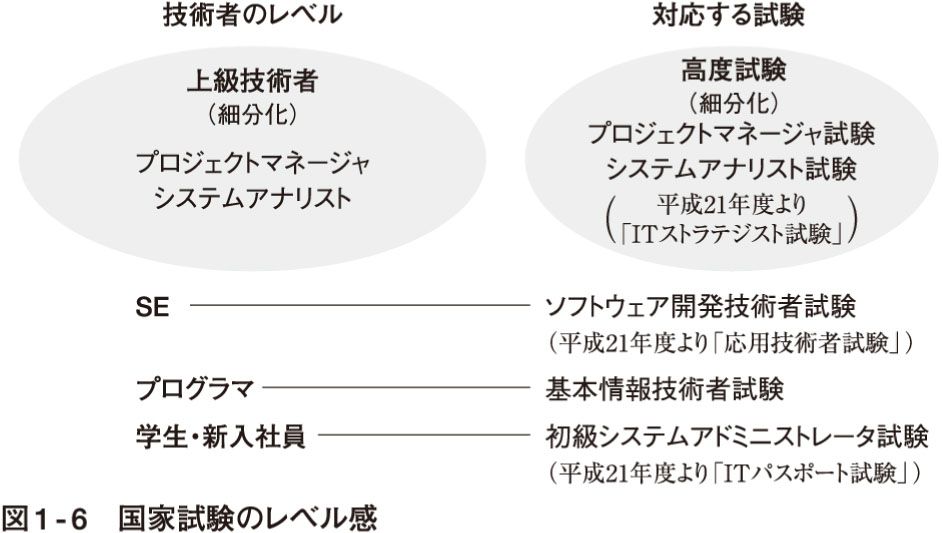 技術者のレベル
対応する試験
上級技術者
（細分化）
プロジェクトマネージャ
システムアナリスト
高度試験
（細分化）
プロジェクトマネージャ試験
システムアナリスト試験
（平成21年度より
「ITストラテジスト試験」）
SE
ソフトウェア開発技術者試験
（平成21年度より「応用技術者試験」）
プログラマ
基本情報技術者試験
学生・新入社員
初級システムアドミニストレータ試験
（平成21年度より「ITパスポート試験」）
図1-6　国家試験のレベル感